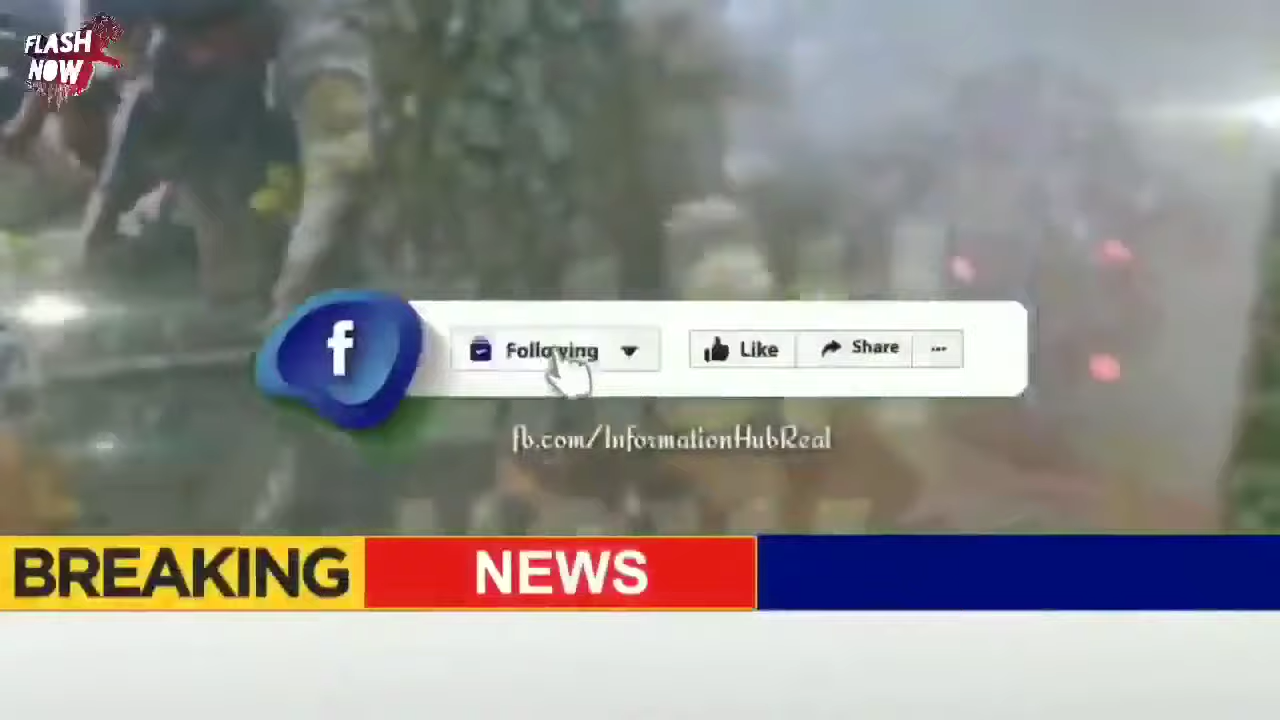 FLASH
NOW
f
Following
Like
Share
...
fb.com/InformationHubReal
BREAKING
NEWS